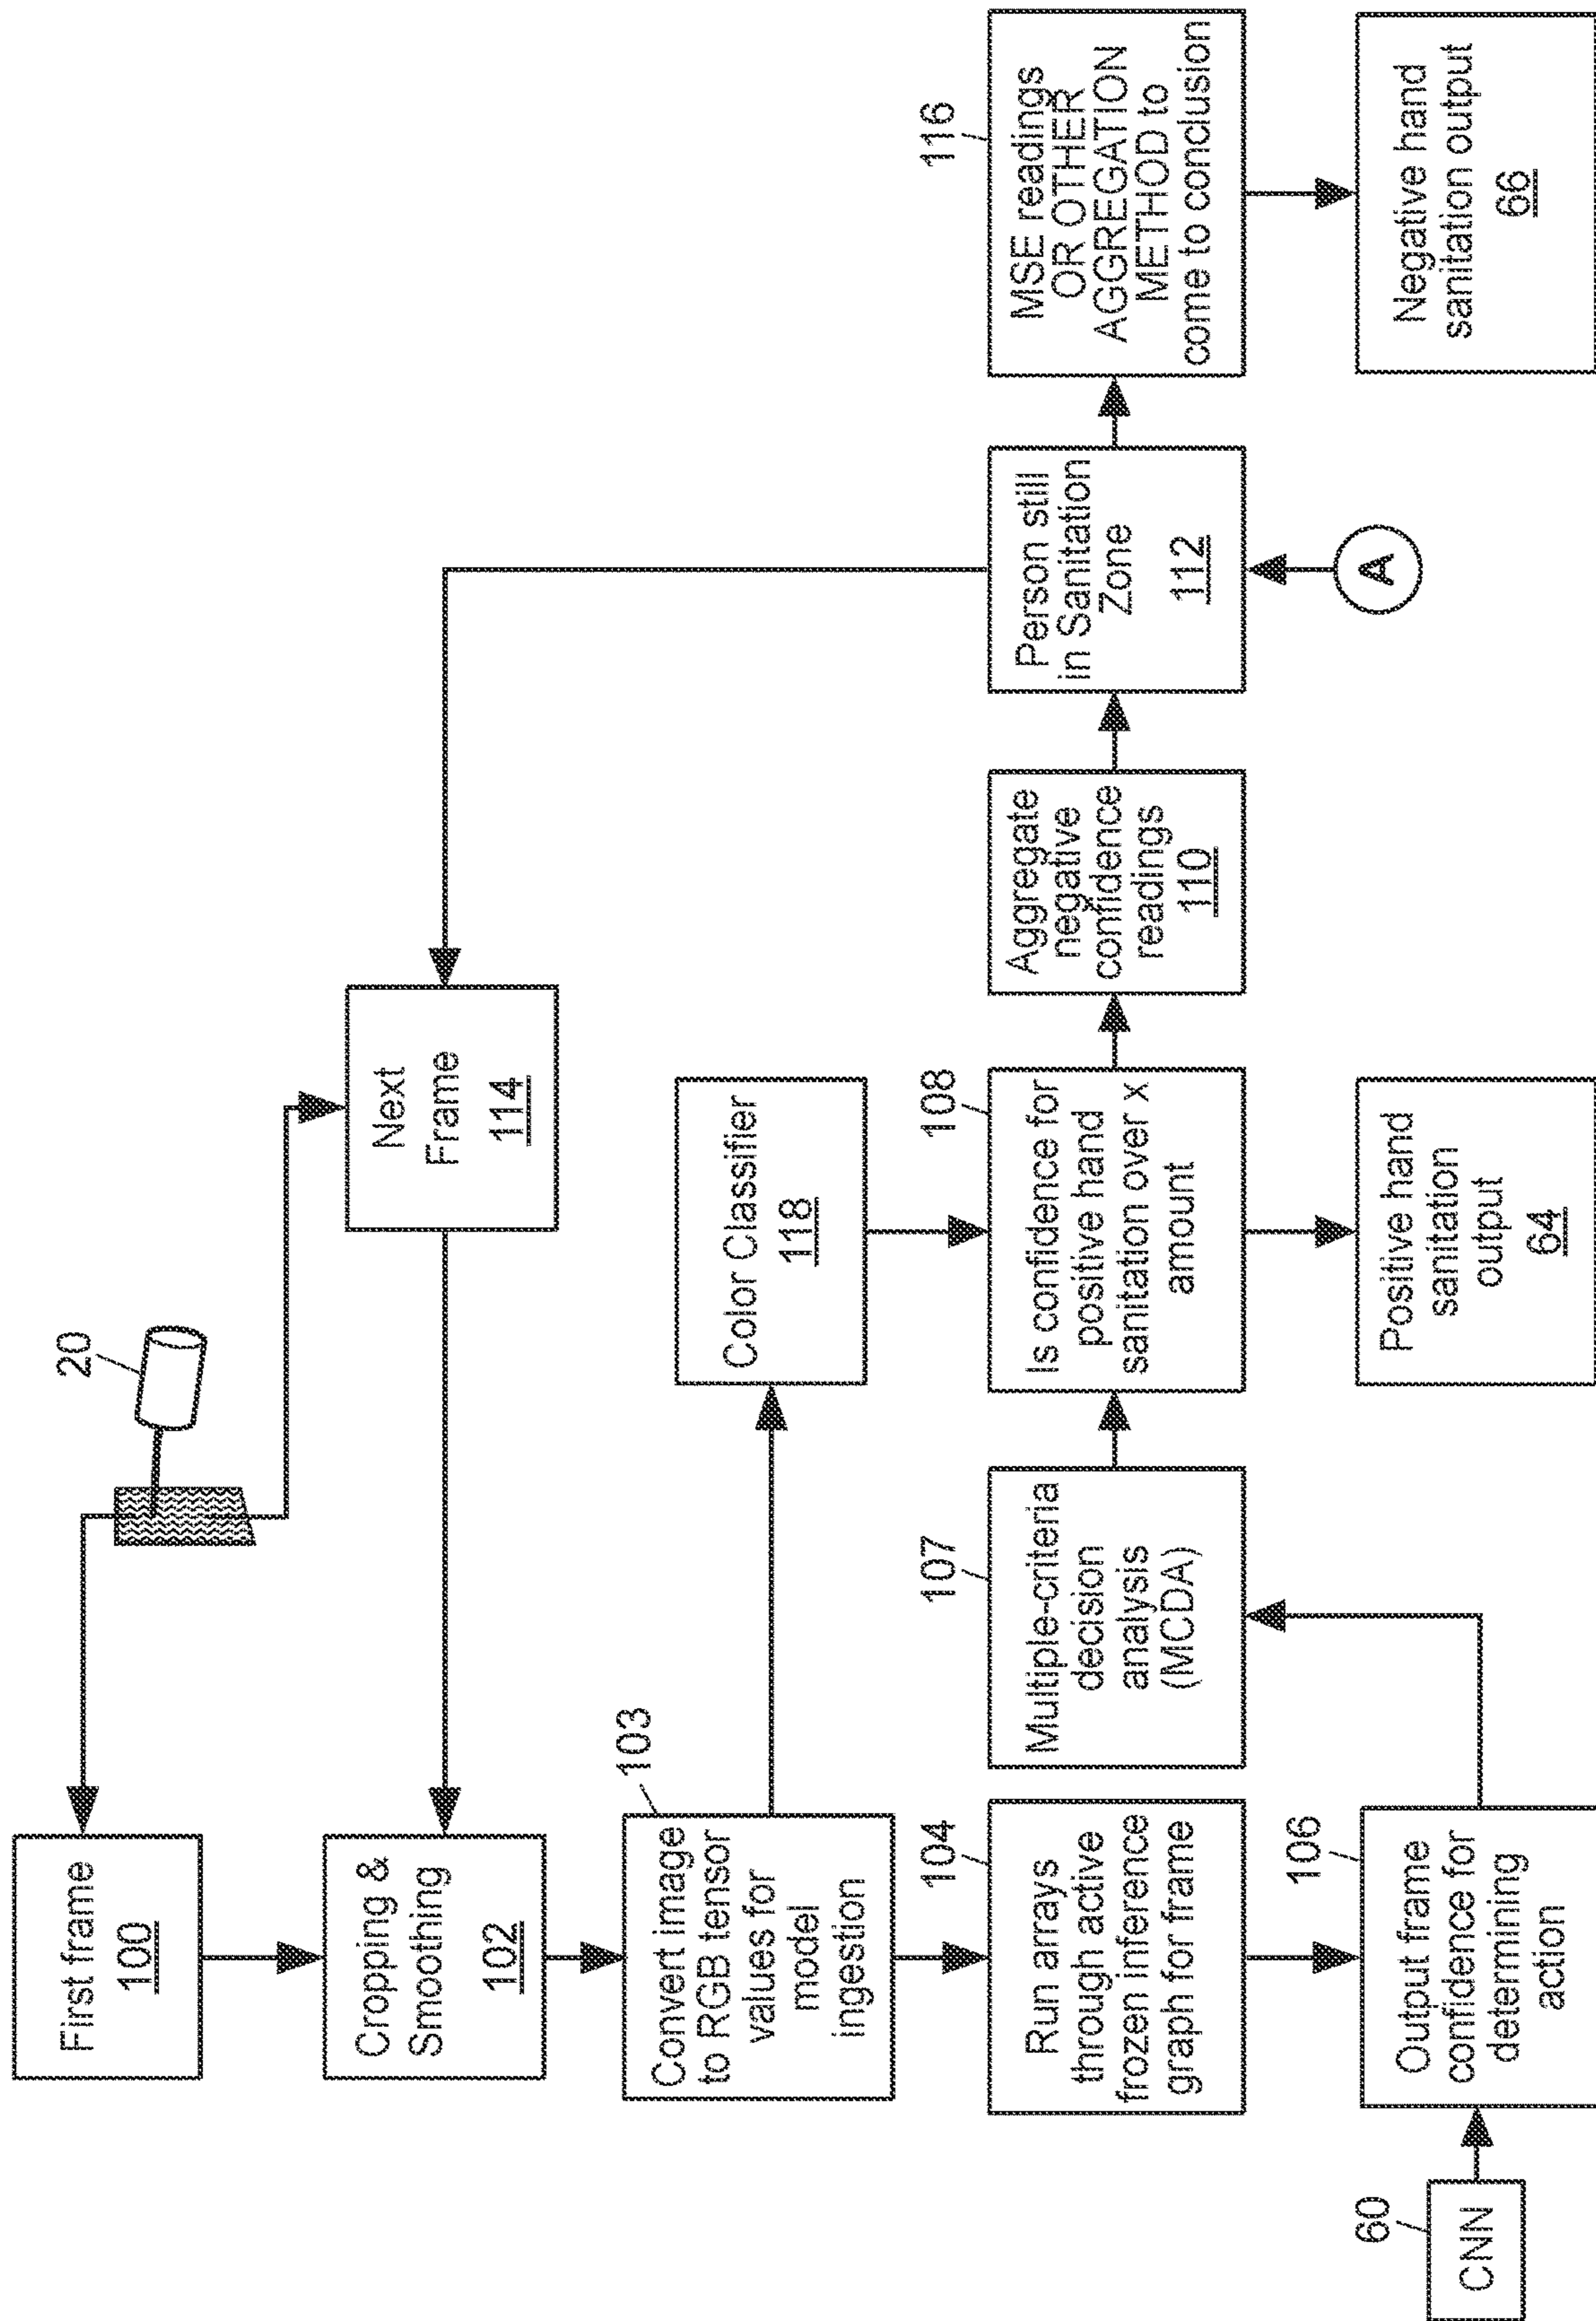 20
First frame
100
Next
Frame
114
Cropping &
Smoothing
102
103
Convert image
to RGB tensor
values for
model
ingestion
Color Classifier
118
104
Run arrays
through active
frozen inference
graph for frame
107
Multiple-criteria
decision
analysis
(MCDA)
108
Is confidence for
positive hand
sanitation over x
amount
Aggregate
negative
confidence
readings
110
Person still
in Sanitation
Zone
112
116
MSE readings
OR OTHER
AGGREGATION
METHOD to
come to conclusion
60
CNN
106
Output frame
confidence for
determining
action
Positive hand
sanitation
output
64
A
Negative hand
sanitation output
66